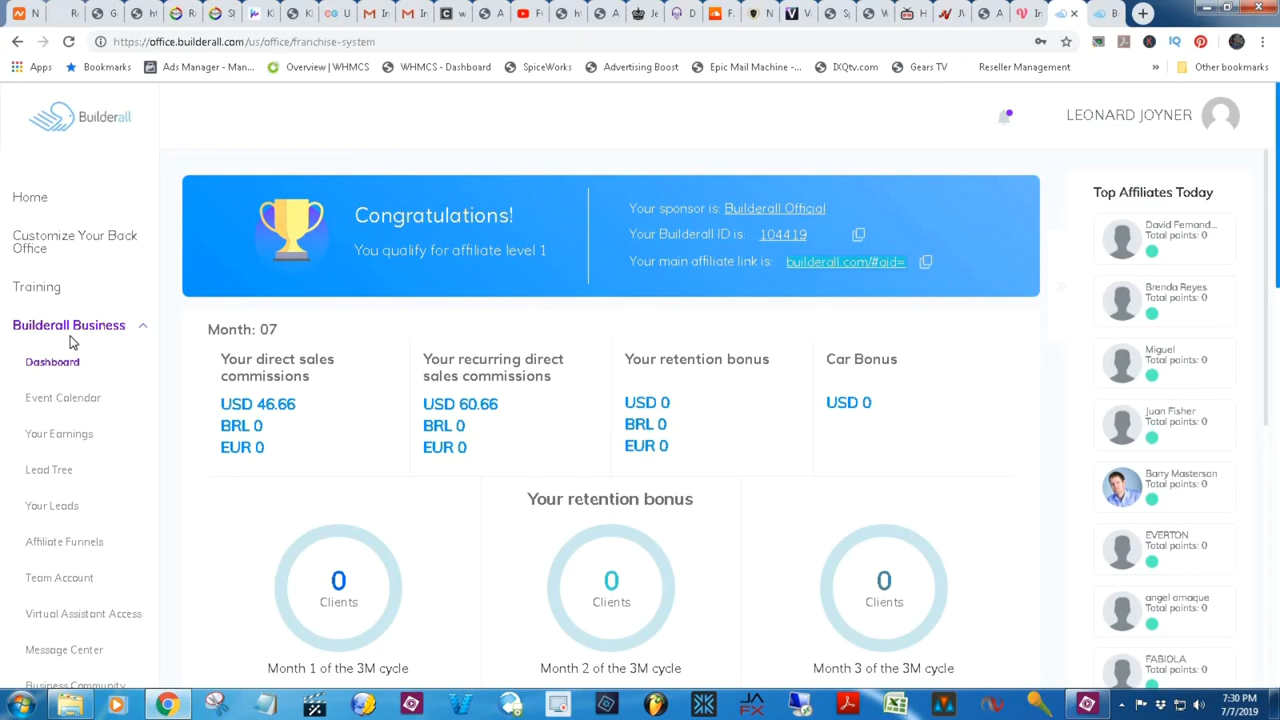 https://office.builderall.com/us/office/franchise-system
Apps
Bookmarks
Ads Manager - Man...
Overview | WHMCS
WHMCS - Dashboard
SpiceWorks
Advertising Boost
Epic Mail Machine -...
IXQtv.com
Gears TV
Reseller Management
»
Other bookmarks
Builderall
LEONARD JOYNER
Home
Customize Your Back
Office
Training
Builderall Business
Dashboard
Event Calendar
Your Earnings
Lead Tree
Your Leads
Affiliate Funnels
Team Account
Virtual Assistant Access
Message Center
Business Community
Congratulations!
You qualify for affiliate level 1
Your sponsor is: Builderall Official
Your Builderall ID is: 104419
Your main affiliate link is: builderall.com/#aid=
Month: 07
Your direct sales
commissions
USD 46.66
BRL 0
EUR 0
Your recurring direct
sales commissions
USD 60.66
BRL 0
EUR 0
Your retention bonus
USD 0
BRL 0
EUR 0
Car Bonus
USD 0
Your retention bonus
0
Clients
Month 1 of the 3M cycle
0
Clients
Month 2 of the 3M cycle
0
Clients
Month 3 of the 3M cycle
Top Affiliates Today
David Fernand...
Total points: 0
Brenda Reyes
Total points: 0
Miguel
Total points: 0
Juan Fisher
Total points: 0
Barry Masterson
Total points: 0
EVERTON
Total points: 0
angel amaque
Total points: 0
FABIOLA
Total points: 0
7:30 PM
7/7/2019